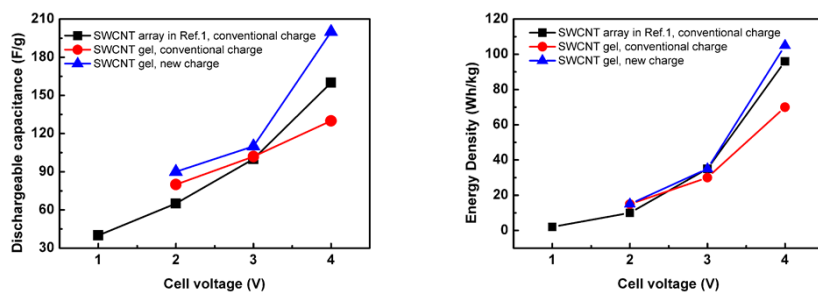 210
180
150
120
90
60
30
Dischargeable capacitance (F/g)
SWCNT array in Ref.1, conventional charge
SWCNT gel, conventional charge
SWCNT gel, new charge
1 2 3 4
Cell voltage (V)
120
100
80
60
40
20
0
Energy Density (Wh/kg)
SWCNT array in Ref.1, conventional charge
SWCNT gel, conventional charge
SWCNT gel, new charge
1 2 3 4
Cell voltage (V)